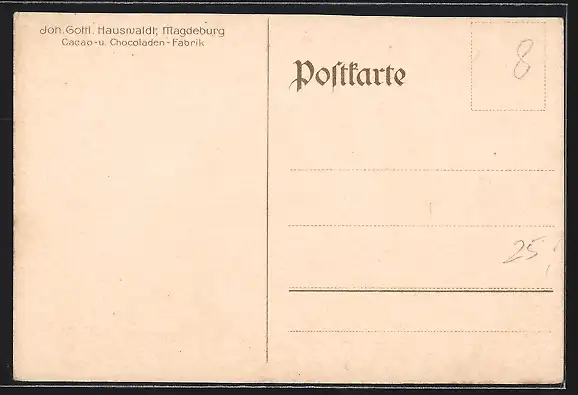 Joh. Gottl. Hauswaldt, Magdeburg
Cacao- u. Chocoladen-Fabrik
8
Postkarte
25,